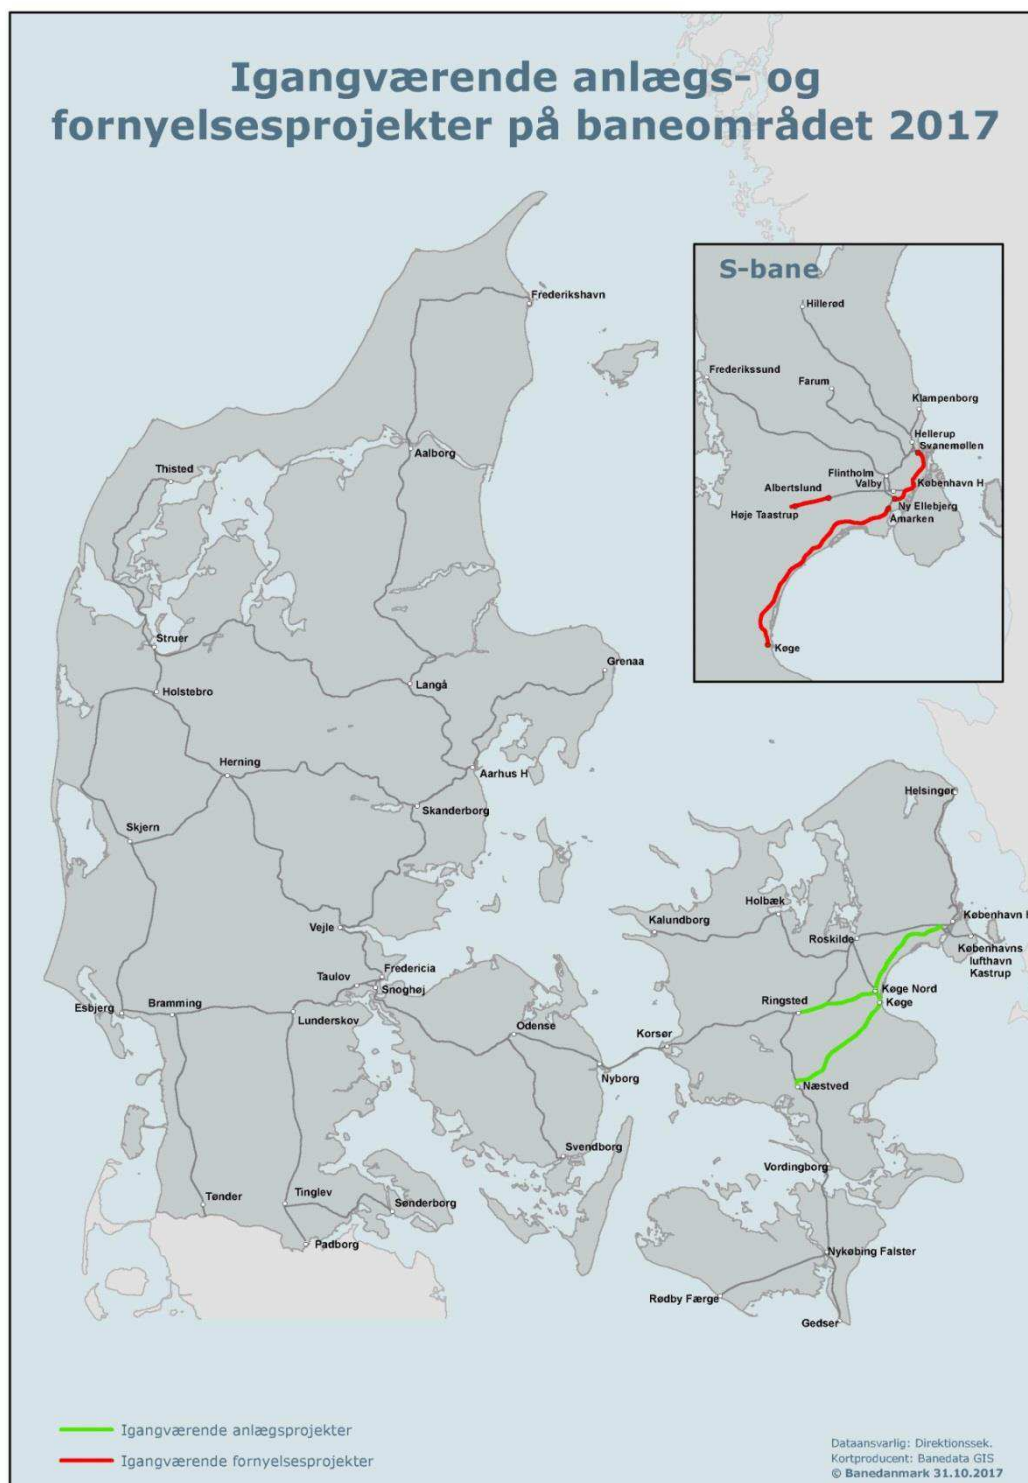 Igangværende anlægs- og
fornyelsesprojekter på baneområdet 2017
S-bane
Hillerød
Frederikssund
Farum
Klampenborg
Hellerup
Svanemøllen
Flintholm
Valby
København H
Albertslund
Høje Taastrup
Ny Ellebjerg
Åmarken
Køge
Frederikshavn
Aalborg
Thisted
Struer
Holstebro
Langå
Grenaa
Herning
Aarhus H
Skanderborg
Skjern
Vejle
Fredericia
Taulov
Snoghøj
Esbjerg
Bramming
Lunderskov
Odense
Nyborg
Svendborg
Tønder
Tinglev
Sønderborg
Padborg
Helsingør
Holbæk
Kalundborg
Roskilde
København H
Københavns
lufthavn
Kastrup
Køge Nord
Køge
Ringsted
Korsør
Næstved
Vordingborg
Nykøbing Falster
Rødby Færge
Gedser
Igangværende anlægsprojekter
Igangværende fornyelsesprojekter
Dataansvarlig: Direktionssek.
Kortproducent: Banedata GIS
© Banedanmark 31.10.2017